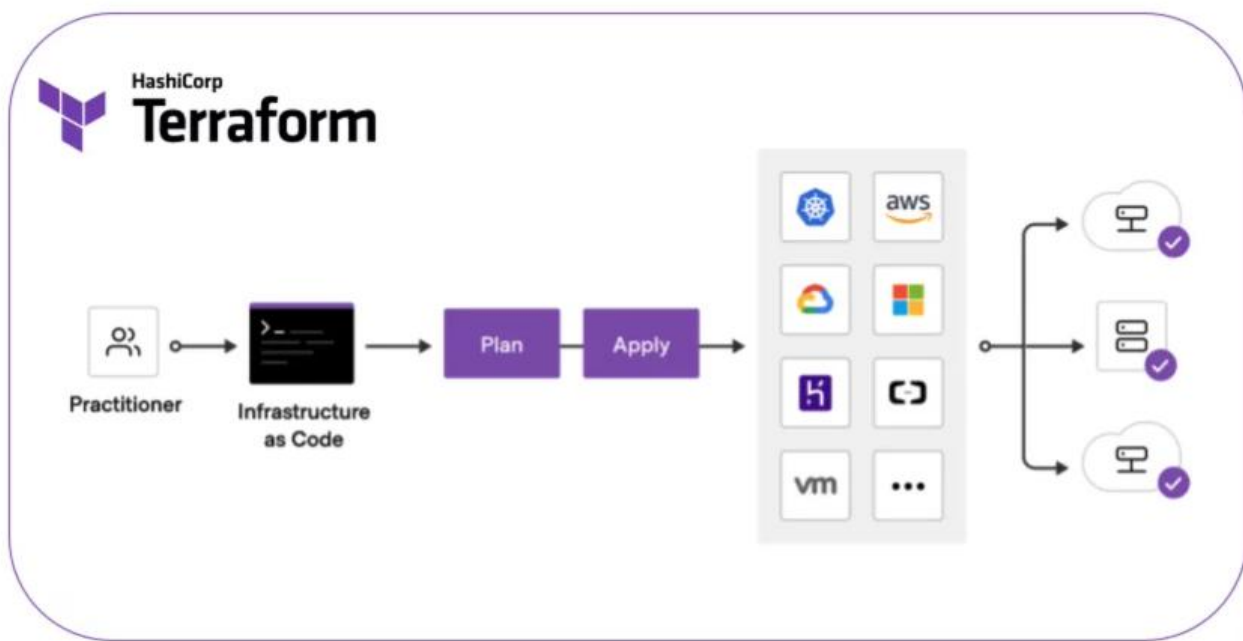 HashiCorp
Terraform
Practitioner
Infrastructure
as Code
Plan
Apply
aws
vm